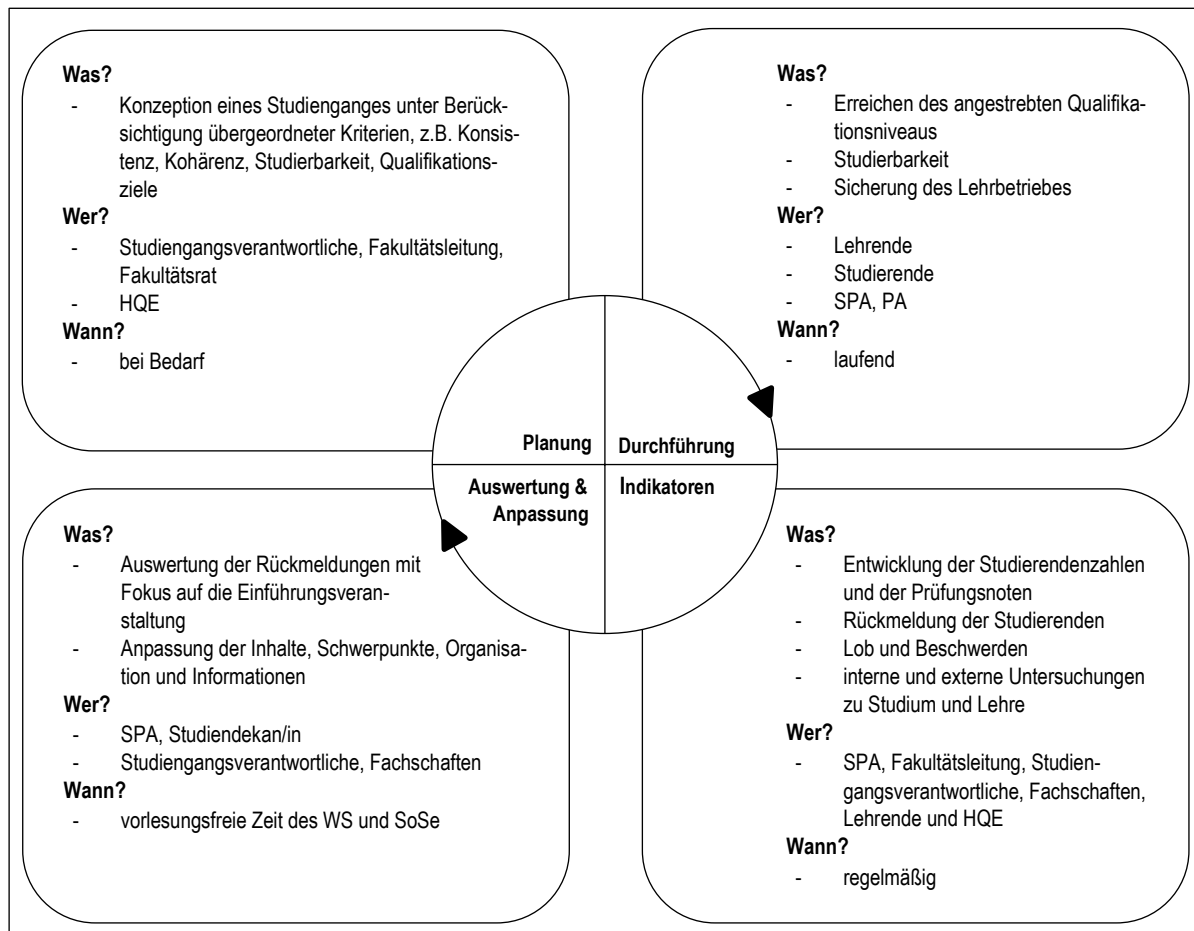 Was?
- Konzeption eines Studienganges unter Berück-
sichtigung übergeordneter Kriterien, z.B. Konsis-
tenz, Kohärenz, Studierbarkeit, Qualifikations-
ziele
Wer?
- Studiengangsverantwortliche, Fakultätsleitung,
Fakultätsrat
- HQE
Wann?
- bei Bedarf
Was?
- Erreichen des angestrebten Qualifika-
tionsniveaus
- Studierbarkeit
- Sicherung des Lehrbetriebes
Wer?
- Lehrende
- Studierende
- SPA, PA
Wann?
- laufend
Planung
Durchführung
Auswertung &
Anpassung
Indikatoren
Was?
- Auswertung der Rückmeldungen mit
Fokus auf die Einführungsveran-
staltung
- Anpassung der Inhalte, Schwerpunkte, Organisa-
tion und Informationen
Wer?
- SPA, Studiendekan/in
- Studiengangsverantwortliche, Fachschaften
Wann?
- vorlesungsfreie Zeit des WS und SoSe
Was?
- Entwicklung der Studierendenzahlen
und der Prüfungsnoten
- Rückmeldung der Studierenden
- Lob und Beschwerden
- interne und externe Untersuchungen
zu Studium und Lehre
Wer?
- SPA, Fakultätsleitung, Studien-
gangsverantwortliche, Fachschaften,
Lehrende und HQE
Wann?
- regelmäßig